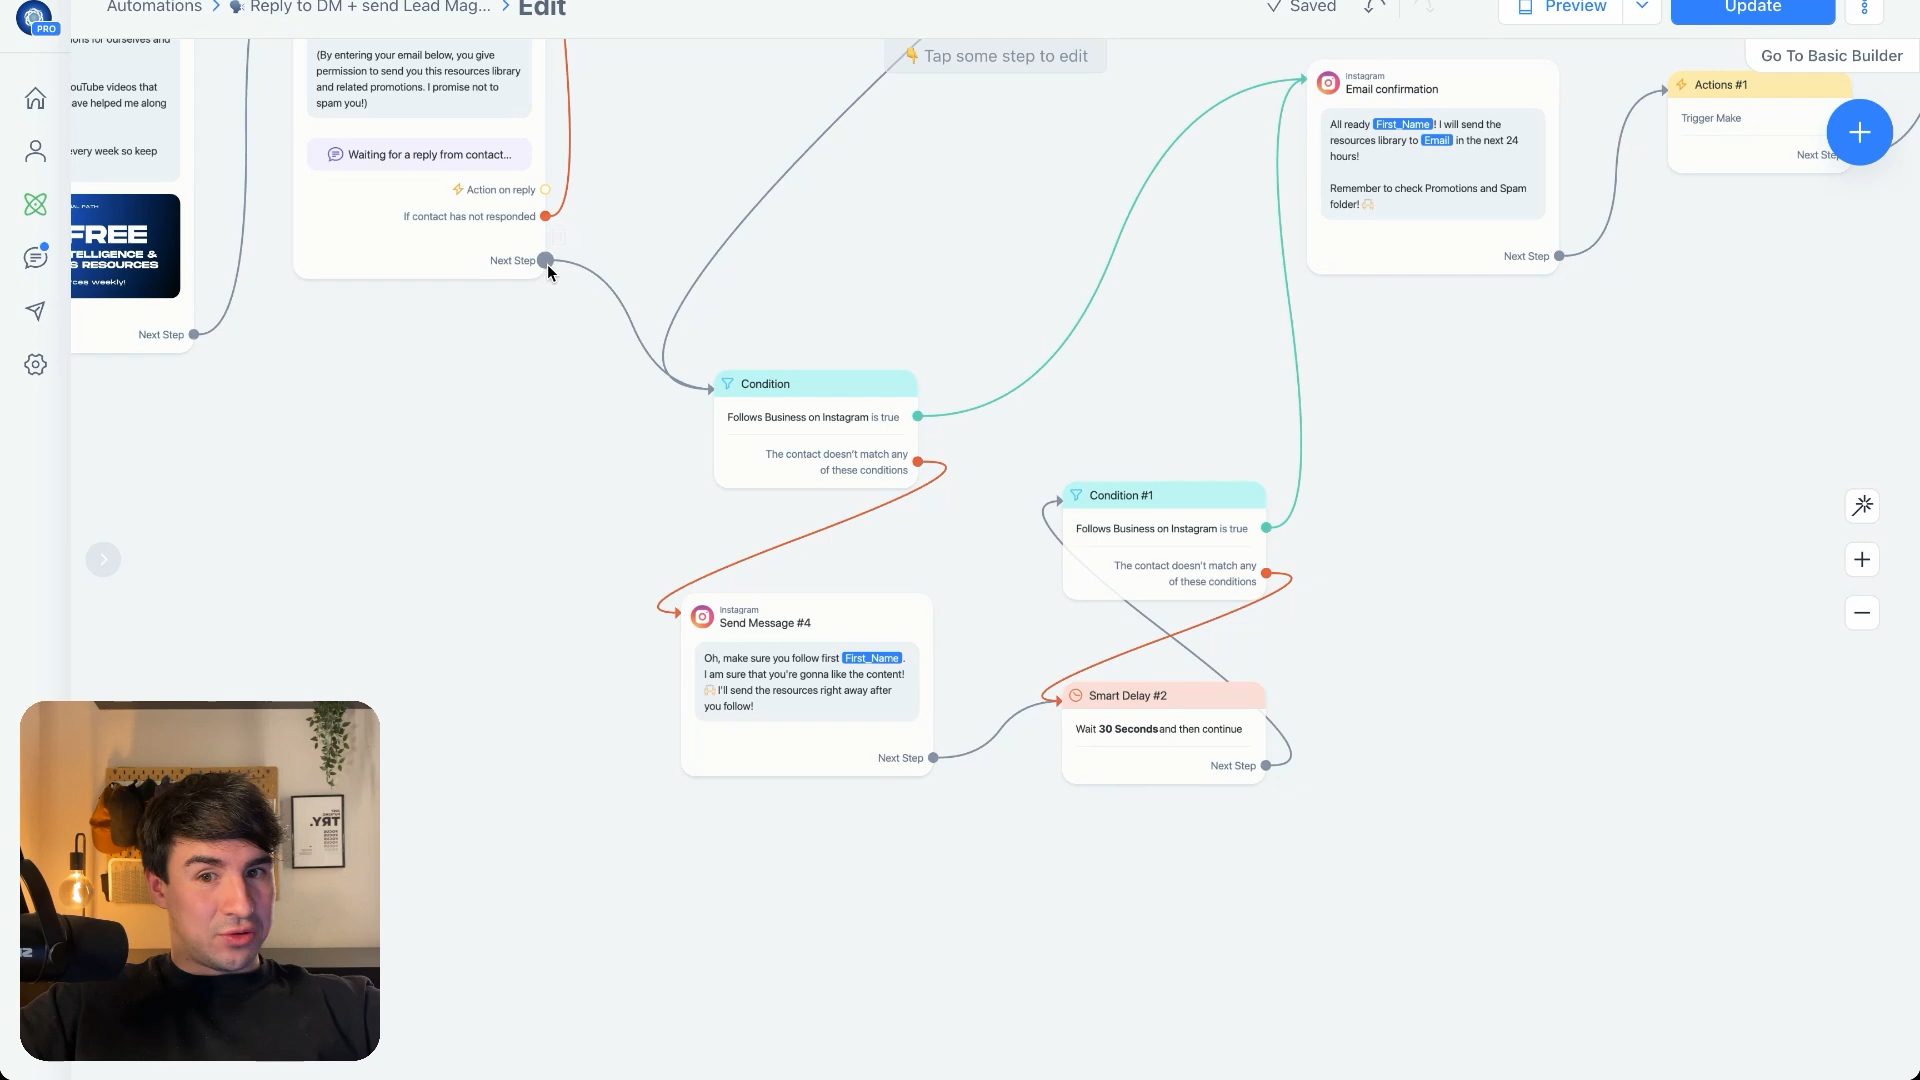 PRO
Automations
Reply to DM + send Lead Mag...
Edit
Saved
Preview
Update
Go To Basic Builder
Tap some step to edit
ions for ourselves and
ouTube videos that
ave helped me along
every week so keep
FREE
TELLIGENCE &
S RESOURCES
rces weekly!
Next Step
(By entering your email below, you give
permission to send you this resources library
and related promotions. I promise not to
spam you!)
Waiting for a reply from contact...
Action on reply
If contact has not responded
Next Step
Condition
Follows Business on Instagram is true
The contact doesn't match any
of these conditions
Instagram
Send Message #4
Oh, make sure you follow first First_Name.
I am sure that you're gonna like the content!
I'll send the resources right away after
you follow!
Next Step
Condition #1
Follows Business on Instagram is true
The contact doesn't match any
of these conditions
Smart Delay #2
Wait 30 Seconds and then continue
Next Step
Instagram
Email confirmation
All ready First_Name! I will send the
resources library to Email in the next 24
hours!
Remember to check Promotions and Spam
folder!
Next Step
Actions #1
Trigger Make
Next Step
TRY.